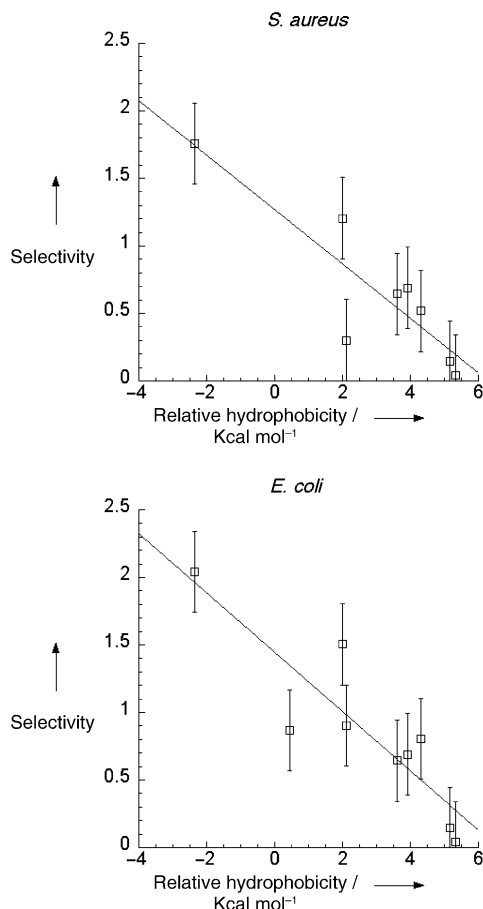 S. aureus
2.5
2
1.5
1
0.5
0
Selectivity
−4 −2 0 2 4 6
Relative hydrophobicity /
Kcal mol⁻¹
E. coli
2.5
2
1.5
1
0.5
0
Selectivity
−4 −2 0 2 4 6
Relative hydrophobicity /
Kcal mol⁻¹